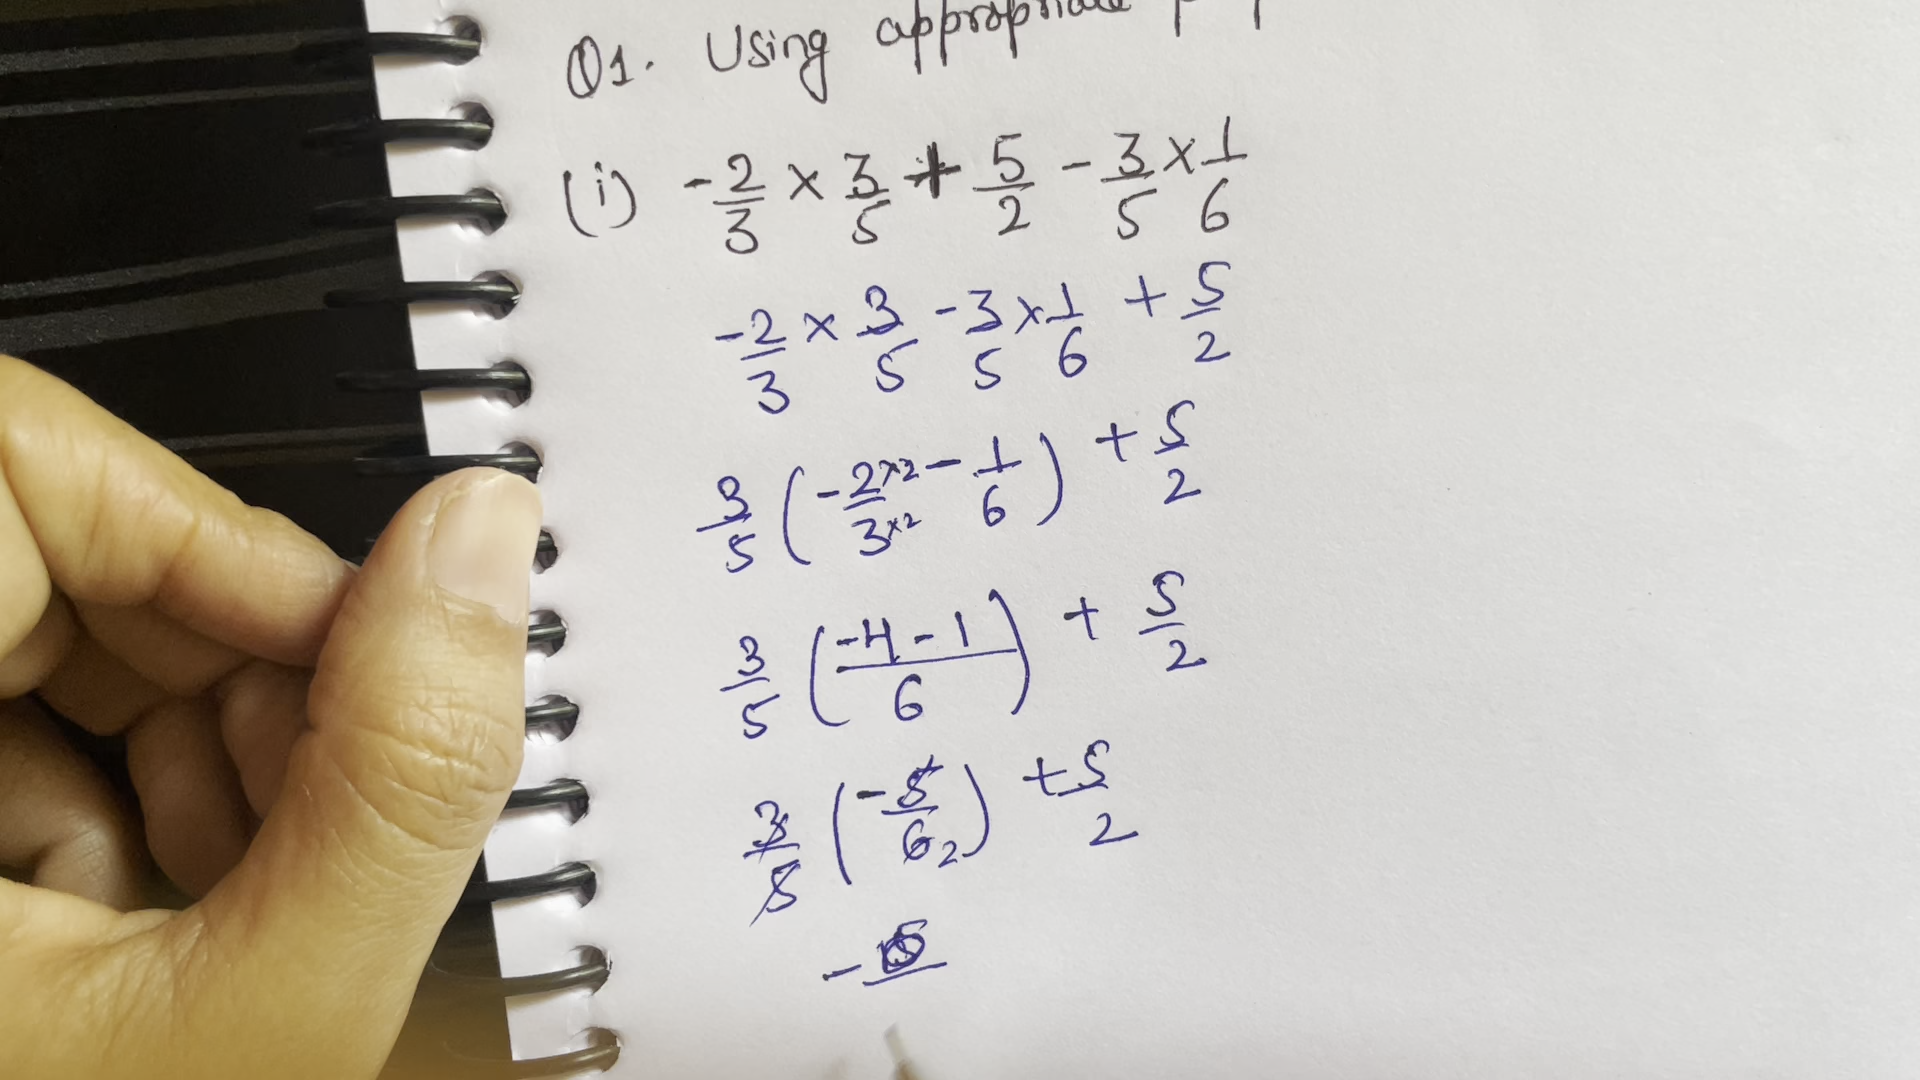 Q1. Using appropriate
(i) -2/3 × 3/5 + 5/2 - 3/5 × 1/6
-2/3 × 3/5 - 3/5 × 1/6 + 5/2
3/5 (-2×2/3×2 - 1/6) + 5/2
3/5 (-4-1/6) + 5/2
3/5 (-5/6 2) + 5/2
-